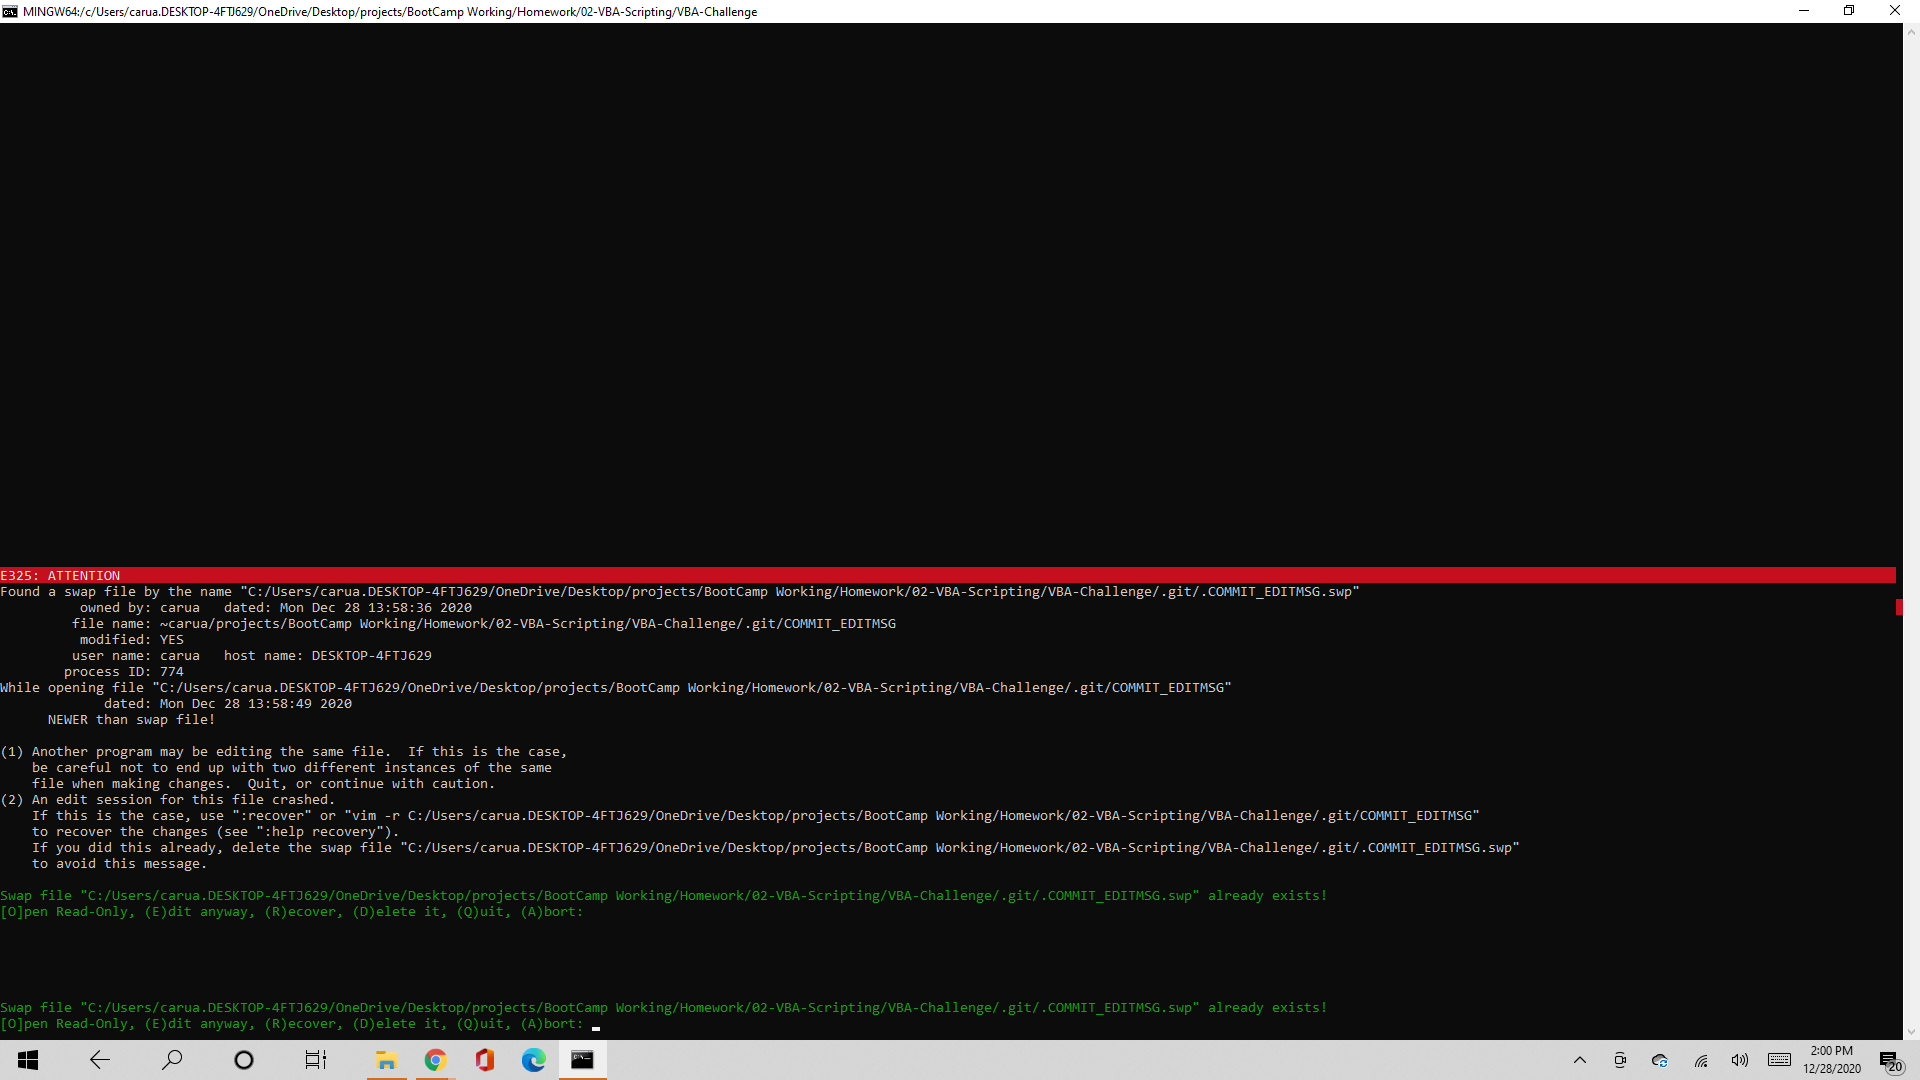 MINGW64:/c/Users/carua.DESKTOP-4FTJ629/OneDrive/Desktop/projects/BootCamp Working/Homework/02-VBA-Scripting/VBA-Challenge
E325: ATTENTION
Found a swap file by the name "C:/Users/carua.DESKTOP-4FTJ629/OneDrive/Desktop/projects/BootCamp Working/Homework/02-VBA-Scripting/VBA-Challenge/.git/.COMMIT_EDITMSG.swp"
owned by: carua   dated: Mon Dec 28 13:58:36 2020
file name: ~carua/projects/BootCamp Working/Homework/02-VBA-Scripting/VBA-Challenge/.git/COMMIT_EDITMSG
modified: YES
user name: carua   host name: DESKTOP-4FTJ629
process ID: 774
While opening file "C:/Users/carua.DESKTOP-4FTJ629/OneDrive/Desktop/projects/BootCamp Working/Homework/02-VBA-Scripting/VBA-Challenge/.git/COMMIT_EDITMSG"
dated: Mon Dec 28 13:58:49 2020
NEWER than swap file!
(1) Another program may be editing the same file.  If this is the case,
be careful not to end up with two different instances of the same
file when making changes.  Quit, or continue with caution.
(2) An edit session for this file crashed.
If this is the case, use ":recover" or "vim -r C:/Users/carua.DESKTOP-4FTJ629/OneDrive/Desktop/projects/BootCamp Working/Homework/02-VBA-Scripting/VBA-Challenge/.git/COMMIT_EDITMSG"
to recover the changes (see ":help recovery").
If you did this already, delete the swap file "C:/Users/carua.DESKTOP-4FTJ629/OneDrive/Desktop/projects/BootCamp Working/Homework/02-VBA-Scripting/VBA-Challenge/.git/.COMMIT_EDITMSG.swp"
to avoid this message.
Swap file "C:/Users/carua.DESKTOP-4FTJ629/OneDrive/Desktop/projects/BootCamp Working/Homework/02-VBA-Scripting/VBA-Challenge/.git/.COMMIT_EDITMSG.swp" already exists!
[O]pen Read-Only, (E)dit anyway, (R)ecover, (D)elete it, (Q)uit, (A)bort:
Swap file "C:/Users/carua.DESKTOP-4FTJ629/OneDrive/Desktop/projects/BootCamp Working/Homework/02-VBA-Scripting/VBA-Challenge/.git/.COMMIT_EDITMSG.swp" already exists!
[O]pen Read-Only, (E)dit anyway, (R)ecover, (D)elete it, (Q)uit, (A)bort:
2:00 PM
12/28/2020
20